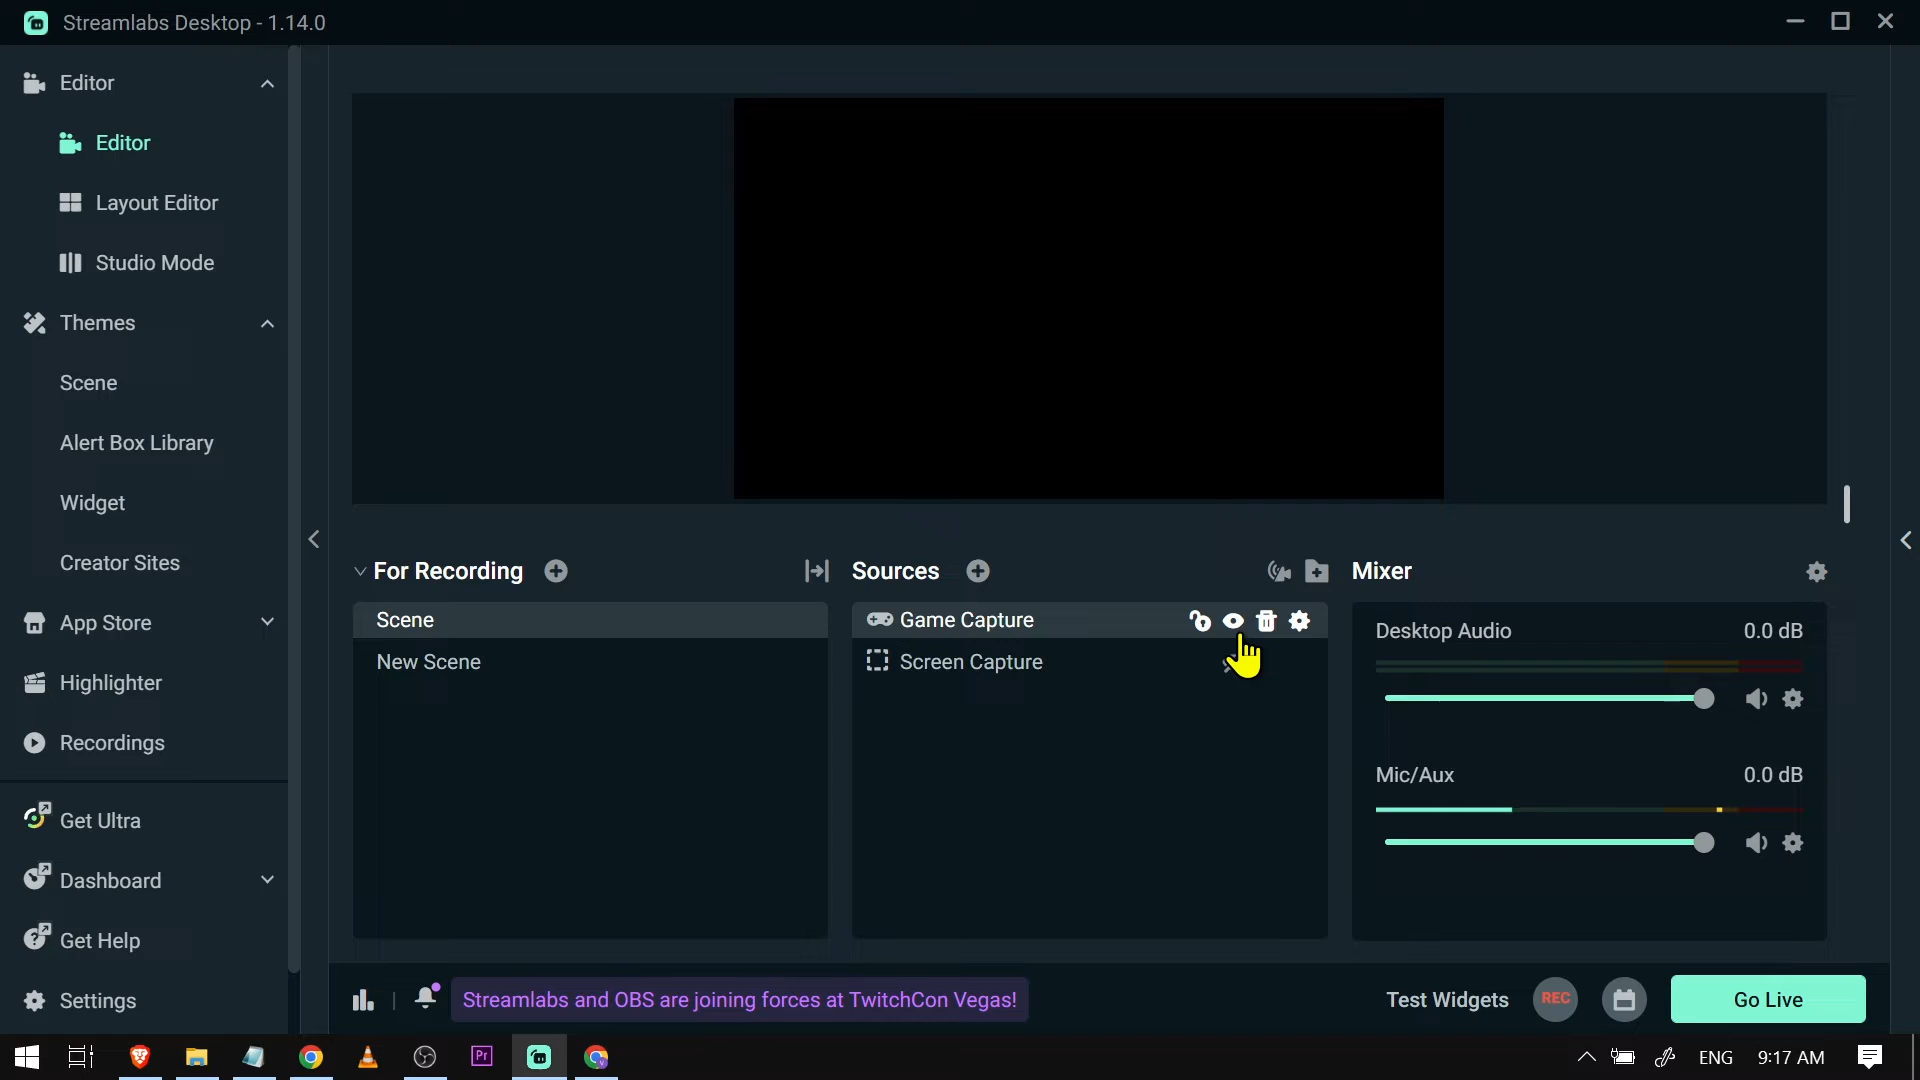 Streamlabs Desktop - 1.14.0
Editor
Editor
Layout Editor
Studio Mode
Themes
Scene
Alert Box Library
Widget
Creator Sites
App Store
Highlighter
Recordings
Get Ultra
Dashboard
Get Help
Settings
For Recording
Scene
New Scene
Sources
Game Capture
Screen Capture
Mixer
Desktop Audio 0.0 dB
Mic/Aux 0.0 dB
Streamlabs and OBS are joining forces at TwitchCon Vegas!
Test Widgets
REC
Go Live
Pr
ENG
9:17 AM